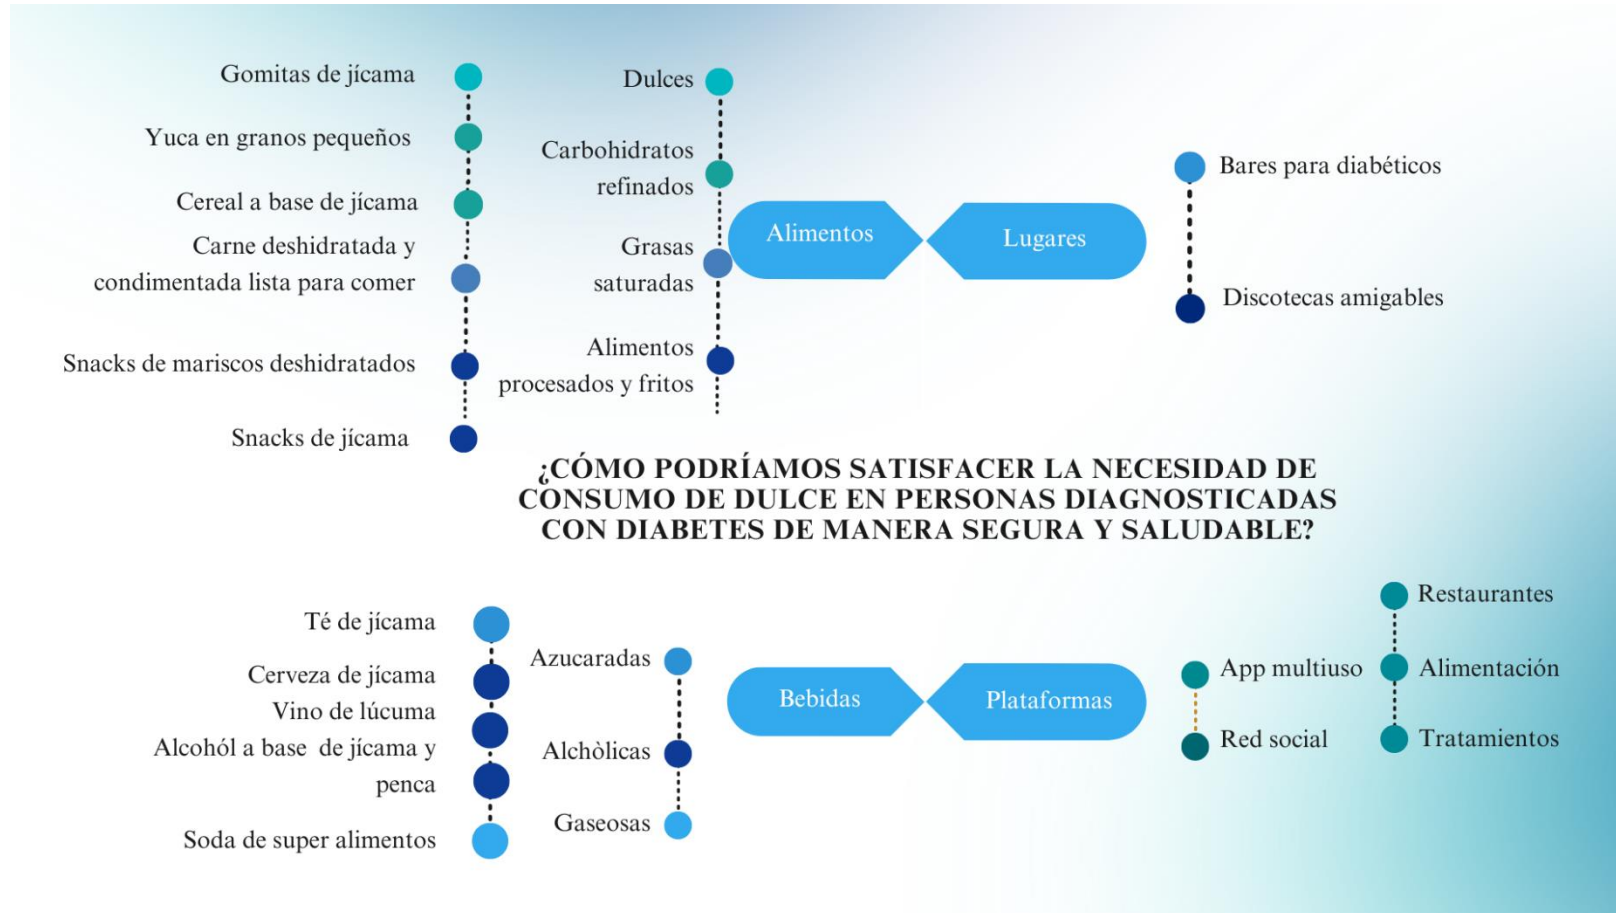 Gomitas de jícama
Yuca en granos pequeños
Cereal a base de jícama
Carne deshidratada y
condimentada lista para comer
Snacks de mariscos deshidratados
Snacks de jícama
Dulces
Carbohidratos
refinados
Grasas
saturadas
Alimentos
procesados y fritos
Alimentos
Lugares
Bares para diabéticos
Discotecas amigables
¿CÓMO PODRÍAMOS SATISFACER LA NECESIDAD DE
CONSUMO DE DULCE EN PERSONAS DIAGNOSTICADAS
CON DIABETES DE MANERA SEGURA Y SALUDABLE?
Té de jícama
Cerveza de jícama
Vino de lúcuma
Alcohól a base de jícama y
penca
Soda de super alimentos
Azucaradas
Alchòlicas
Gaseosas
Bebidas
Plataformas
App multiuso
Red social
Restaurantes
Alimentación
Tratamientos